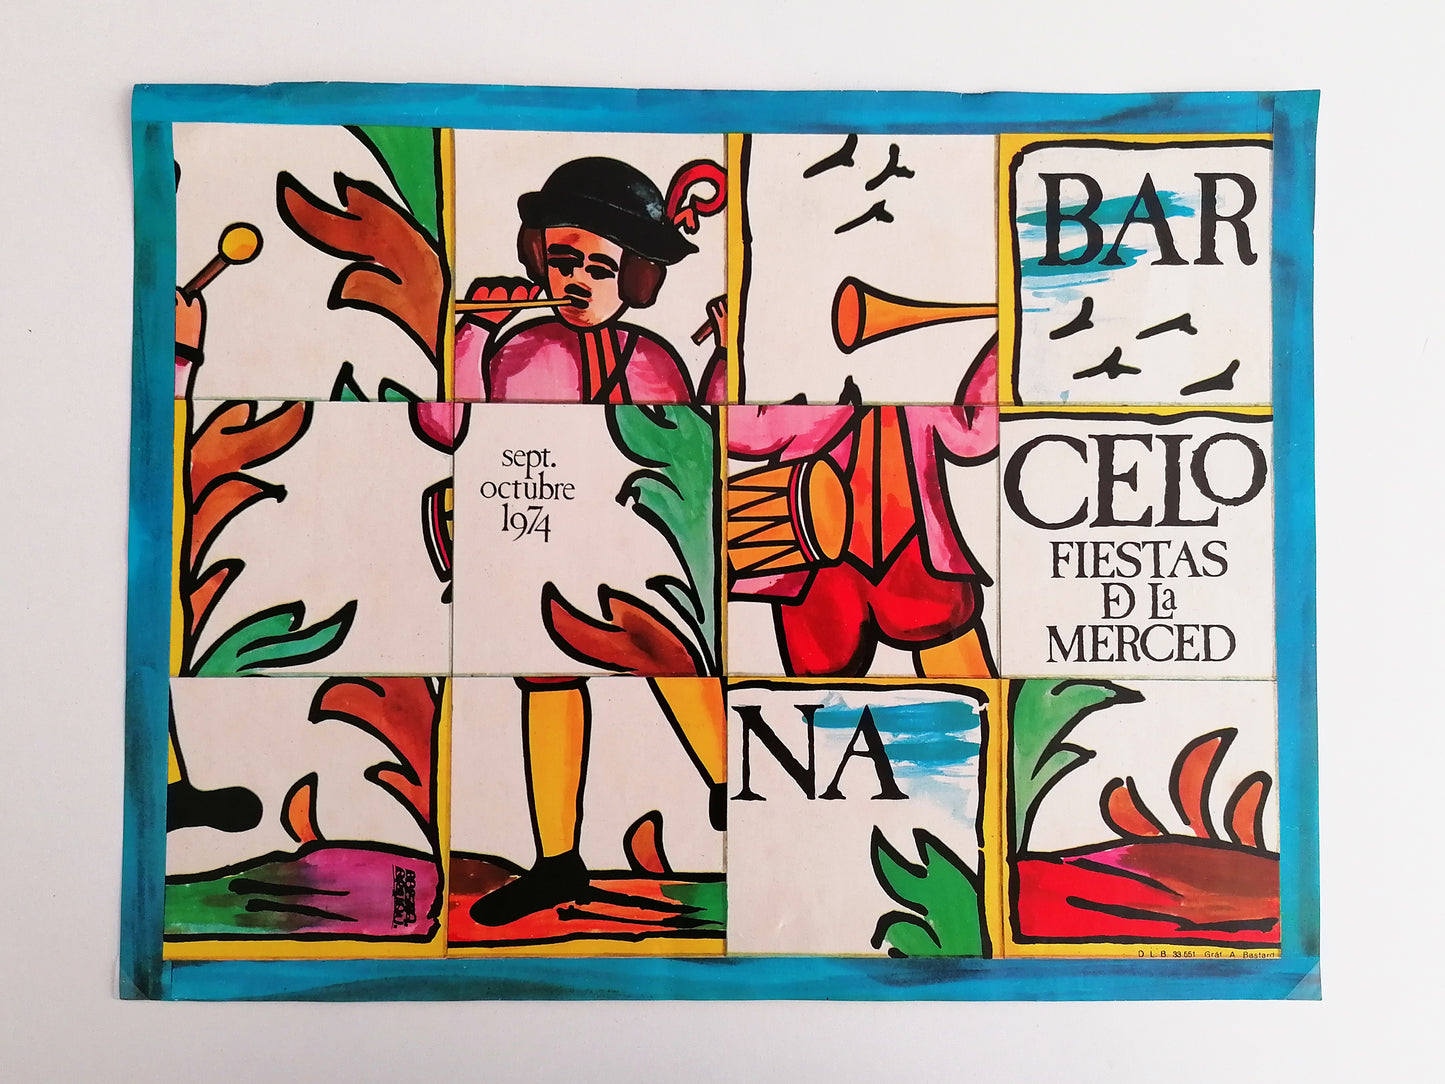 BAR
CELO
FIESTAS
DE La
MERCED
sept.
octubre
1974
NA
D. L. B. 33.551 Gráf. A. Bastard